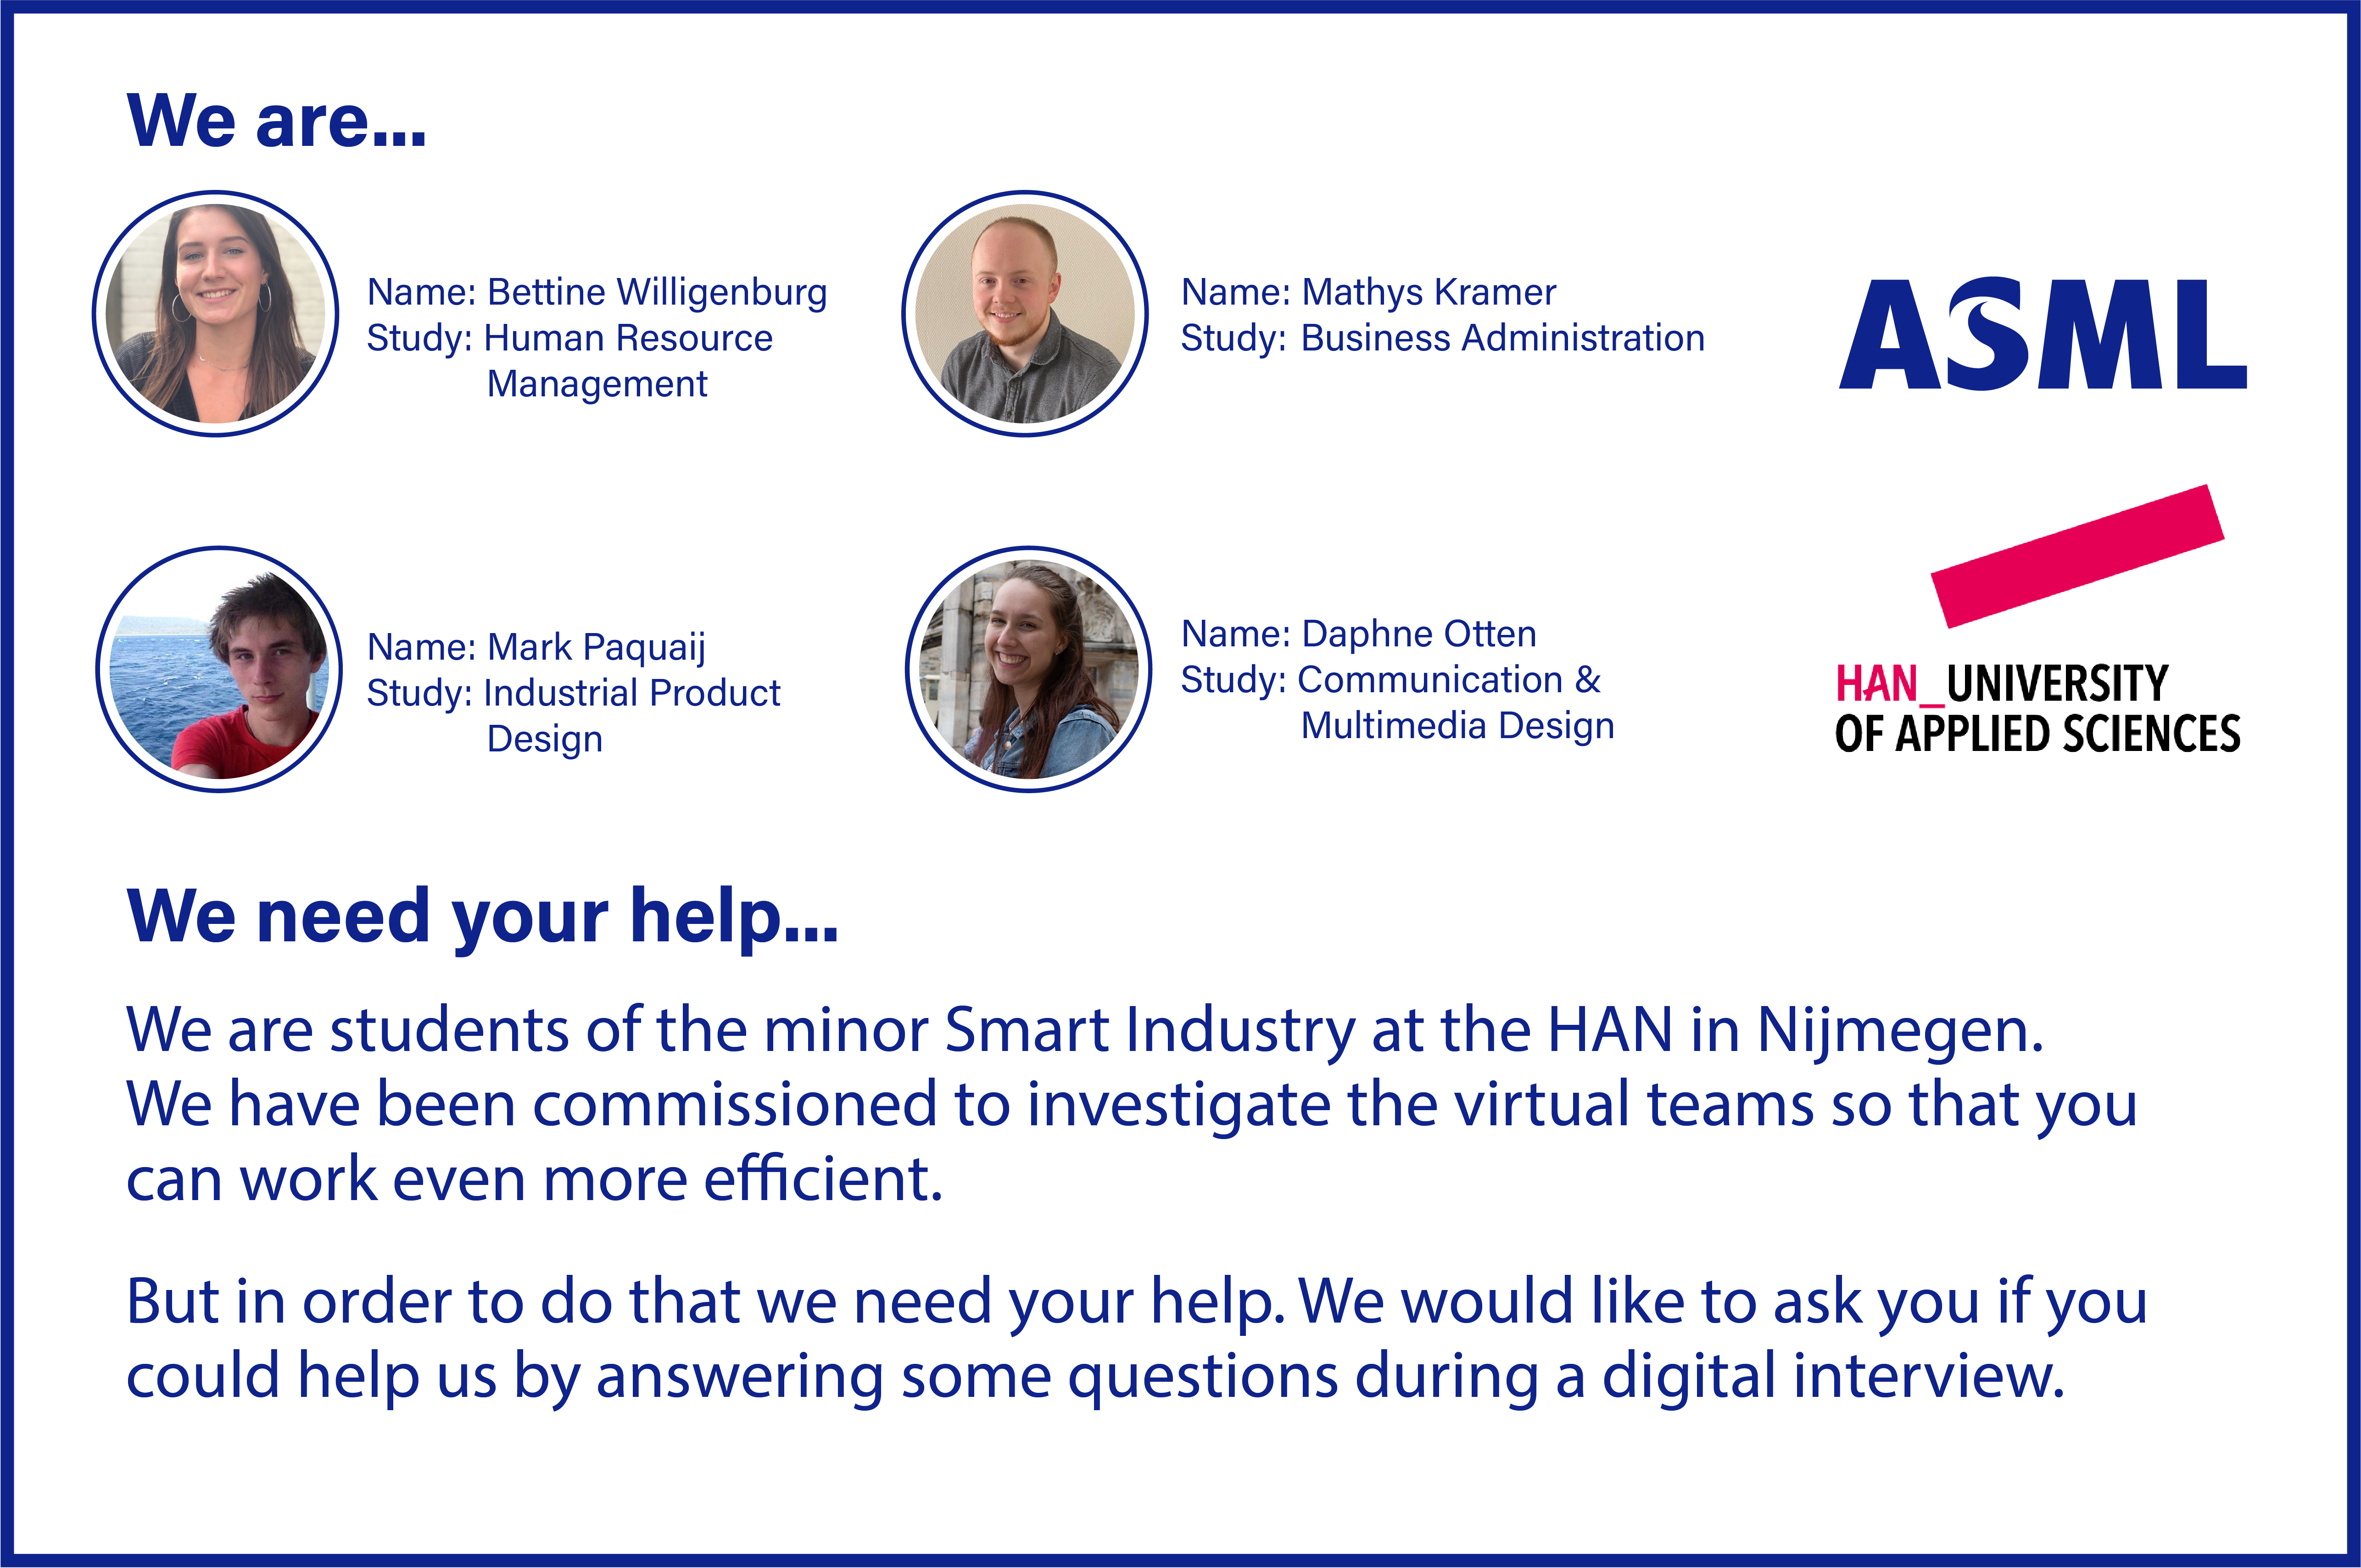 We are...
Name: Bettine Willigenburg
Study: Human Resource
Management
Name: Mathys Kramer
Study: Business Administration
ASML
Name: Mark Paquaij
Study: Industrial Product
Design
Name: Daphne Otten
Study: Communication &
Multimedia Design
HAN_UNIVERSITY
OF APPLIED SCIENCES
We need your help...
We are students of the minor Smart Industry at the HAN in Nijmegen.
We have been commissioned to investigate the virtual teams so that you
can work even more efficient.
But in order to do that we need your help. We would like to ask you if you
could help us by answering some questions during a digital interview.